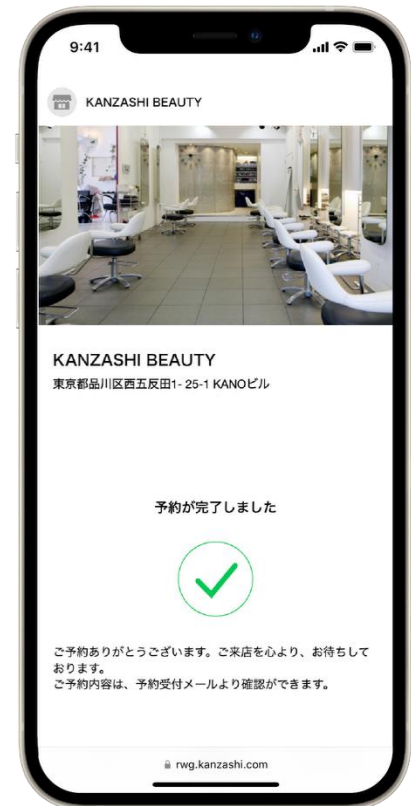 9:41
KANZASHI BEAUTY
KANZASHI BEAUTY
東京都品川区西五反田1- 25-1 KANOビル
予約が完了しました
ご予約ありがとうございます。ご来店を心より、お待ちして
おります。
ご予約内容は、予約受付メールより確認ができます。
rwg.kanzashi.com